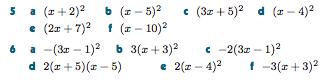 5 a (x + 2)² b (x − 5)² c (3x + 5)² d (x − 4)²
e (2x + 7)² f (x − 10)²
6 a −(3x − 1)² b 3(x + 3)² c −2(3x − 1)²
d 2(x + 5)(x − 5) e 2(x − 4)² f −3(x + 3)²